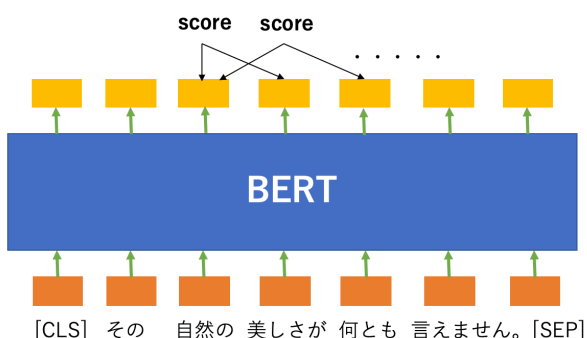 score score
· · · · ·
BERT
[CLS] その 自然の 美しさが 何とも 言えません。[SEP]